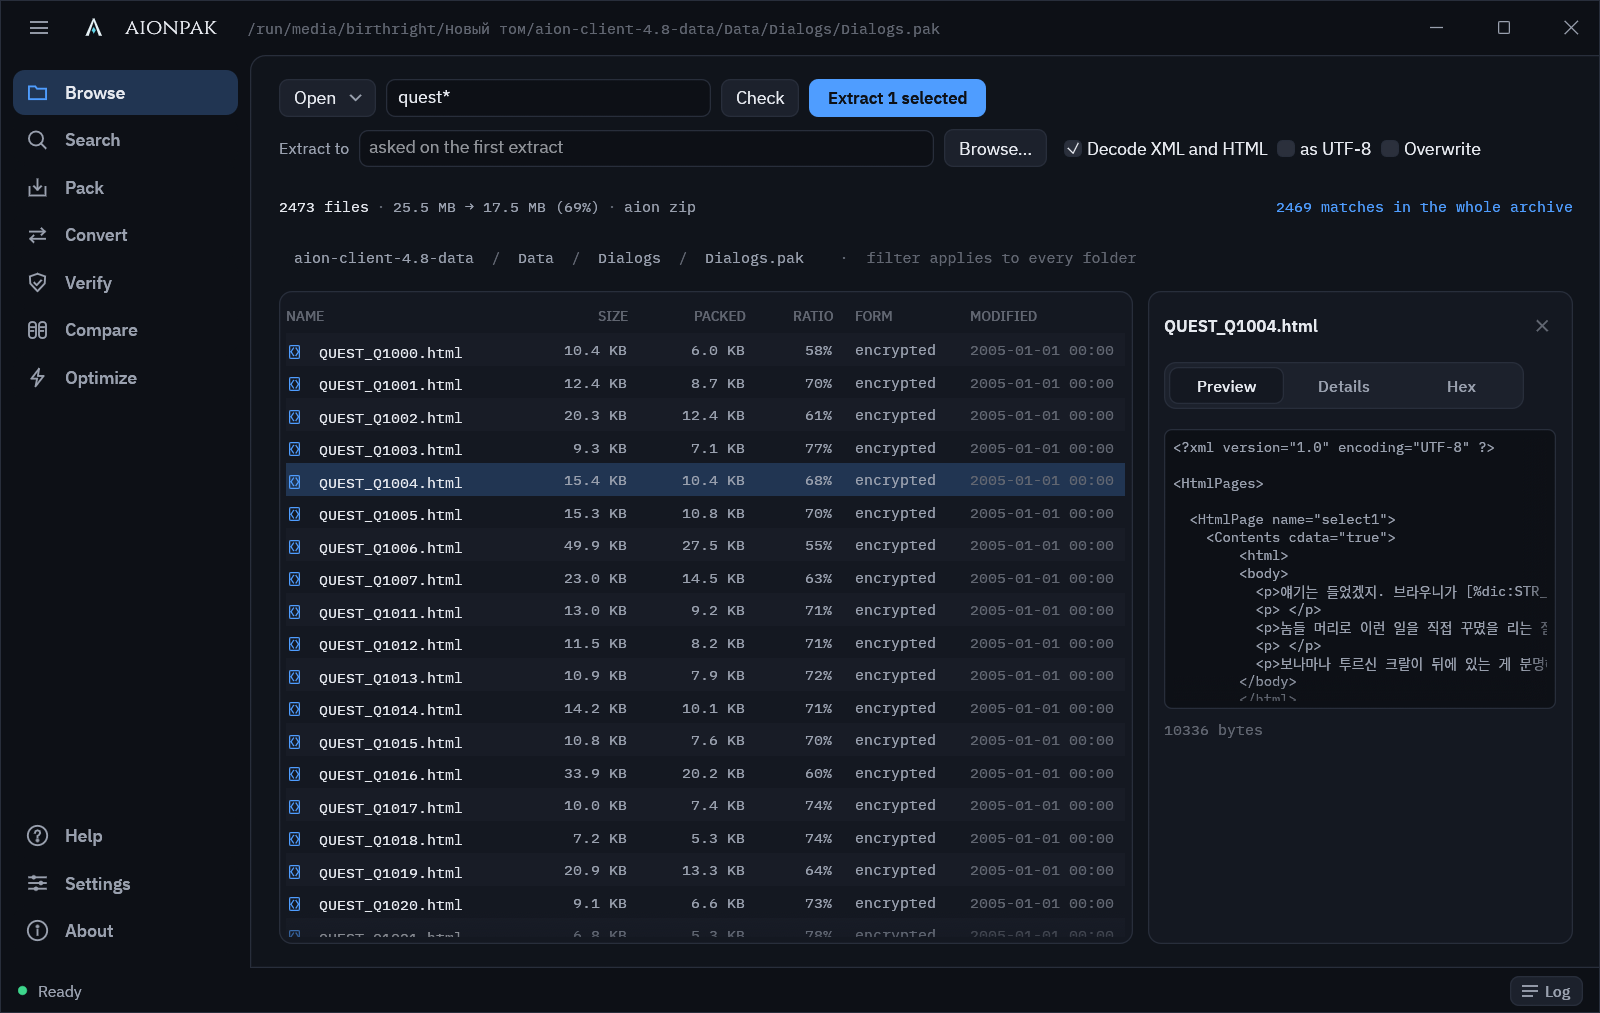 AIONPAK /run/media/birthright/Новый том/aion-client-4.8-data/Data/Dialogs/Dialogs.pak
Browse
Search
Pack
Convert
Verify
Compare
Optimize
Help
Settings
About
Open quest* Check Extract 1 selected
Extract to asked on the first extract Browse... Decode XML and HTML as UTF-8 Overwrite
2473 files · 25.5 MB → 17.5 MB (69%) · aion zip 2469 matches in the whole archive
aion-client-4.8-data / Data / Dialogs / Dialogs.pak · filter applies to every folder
NAME SIZE PACKED RATIO FORM MODIFIED
QUEST_Q1000.html 10.4 KB 6.0 KB 58% encrypted 2005-01-01 00:00
QUEST_Q1001.html 12.4 KB 8.7 KB 70% encrypted 2005-01-01 00:00
QUEST_Q1002.html 20.3 KB 12.4 KB 61% encrypted 2005-01-01 00:00
QUEST_Q1003.html 9.3 KB 7.1 KB 77% encrypted 2005-01-01 00:00
QUEST_Q1004.html 15.4 KB 10.4 KB 68% encrypted 2005-01-01 00:00
QUEST_Q1005.html 15.3 KB 10.8 KB 70% encrypted 2005-01-01 00:00
QUEST_Q1006.html 49.9 KB 27.5 KB 55% encrypted 2005-01-01 00:00
QUEST_Q1007.html 23.0 KB 14.5 KB 63% encrypted 2005-01-01 00:00
QUEST_Q1011.html 13.0 KB 9.2 KB 71% encrypted 2005-01-01 00:00
QUEST_Q1012.html 11.5 KB 8.2 KB 71% encrypted 2005-01-01 00:00
QUEST_Q1013.html 10.9 KB 7.9 KB 72% encrypted 2005-01-01 00:00
QUEST_Q1014.html 14.2 KB 10.1 KB 71% encrypted 2005-01-01 00:00
QUEST_Q1015.html 10.8 KB 7.6 KB 70% encrypted 2005-01-01 00:00
QUEST_Q1016.html 33.9 KB 20.2 KB 60% encrypted 2005-01-01 00:00
QUEST_Q1017.html 10.0 KB 7.4 KB 74% encrypted 2005-01-01 00:00
QUEST_Q1018.html 7.2 KB 5.3 KB 74% encrypted 2005-01-01 00:00
QUEST_Q1019.html 20.9 KB 13.3 KB 64% encrypted 2005-01-01 00:00
QUEST_Q1020.html 9.1 KB 6.6 KB 73% encrypted 2005-01-01 00:00
QUEST_Q1021.html 6.8 KB 5.3 KB 78% encrypted 2005-01-01 00:00
QUEST_Q1004.html
Preview Details Hex
<?xml version="1.0" encoding="UTF-8" ?>
<HtmlPages>
<HtmlPage name="select1">
<Contents cdata="true">
<html>
<body>
<p>얘기는 들었겠지. 브라우니가 [%dic:STR_
<p> </p>
<p>놈들 머리로 이런 일을 직접 꾸몄을 리는
<p> </p>
<p>보나마나 투르신 크랄이 뒤에 있는 게 분명
</body>
</html>
10336 bytes
Ready
Log